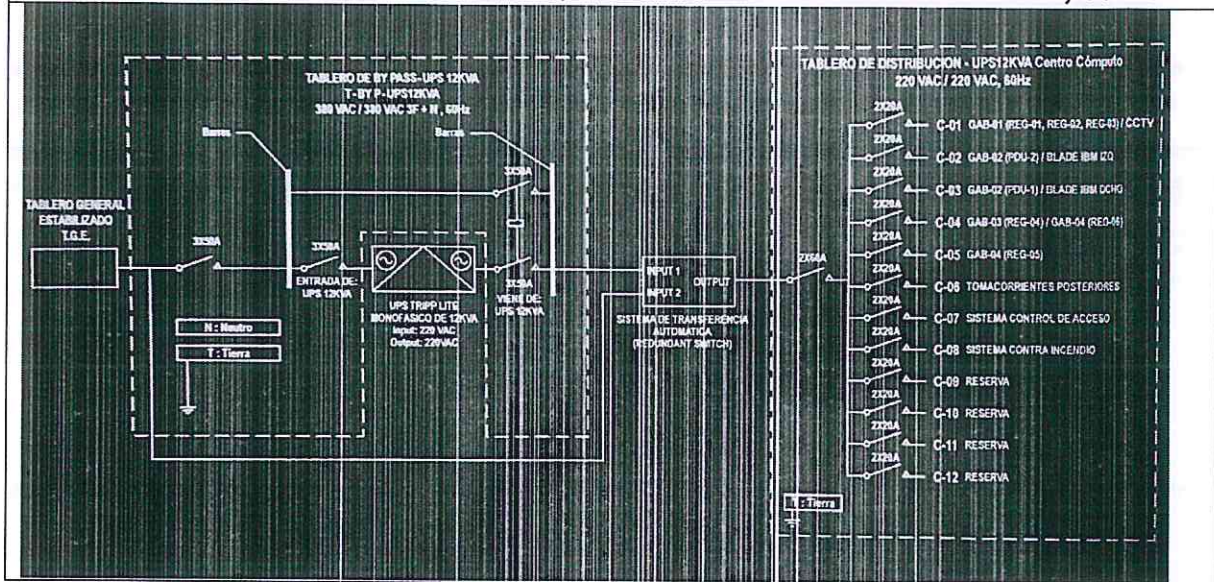 TABLERO DE BY PASS-UPS 12KVA
T-BY P-UPS12KVA
380 VAC / 380 VAC 3F + N, 60Hz
Barras
Barras
TABLERO GENERAL
ESTABILIZADO
T.G.E.
3X50A
3X50A
ENTRADA DE:
UPS 12KVA
3X50A
UPS TRIPP LITE
MONOFASICO DE 12KVA
Input: 220 VAC
Output: 220VAC
3X50A
VIENE DE:
UPS 12KVA
N : Neutro
T : Tierra
INPUT 1
INPUT 2
OUTPUT
SISTEMA DE TRANSFERENCIA
AUTOMATICA
(REDUNDANT SWITCH)
TABLERO DE DISTRIBUCION - UPS12KVA Centro Cómputo
220 VAC / 220 VAC, 60Hz
2X60A
2X20A
C-01 GAB-01 (REG-01, REG-02, REG-03) / CCTV
2X20A
C-02 GAB-02 (PDU-2) / BLADE IBM IZQ
2X20A
C-03 GAB-02 (PDU-1) / BLADE IBM DCHO
2X20A
C-04 GAB-03 (REG-04) / GAB-04 (REG-06)
2X20A
C-05 GAB-04 (REG-05)
2X20A
C-06 TOMACORRIENTES POSTERIORES
2X20A
C-07 SISTEMA CONTROL DE ACCESO
2X20A
C-08 SISTEMA CONTRA INCENDIO
2X20A
C-09 RESERVA
2X20A
C-10 RESERVA
2X20A
C-11 RESERVA
2X20A
C-12 RESERVA
T : Tierra